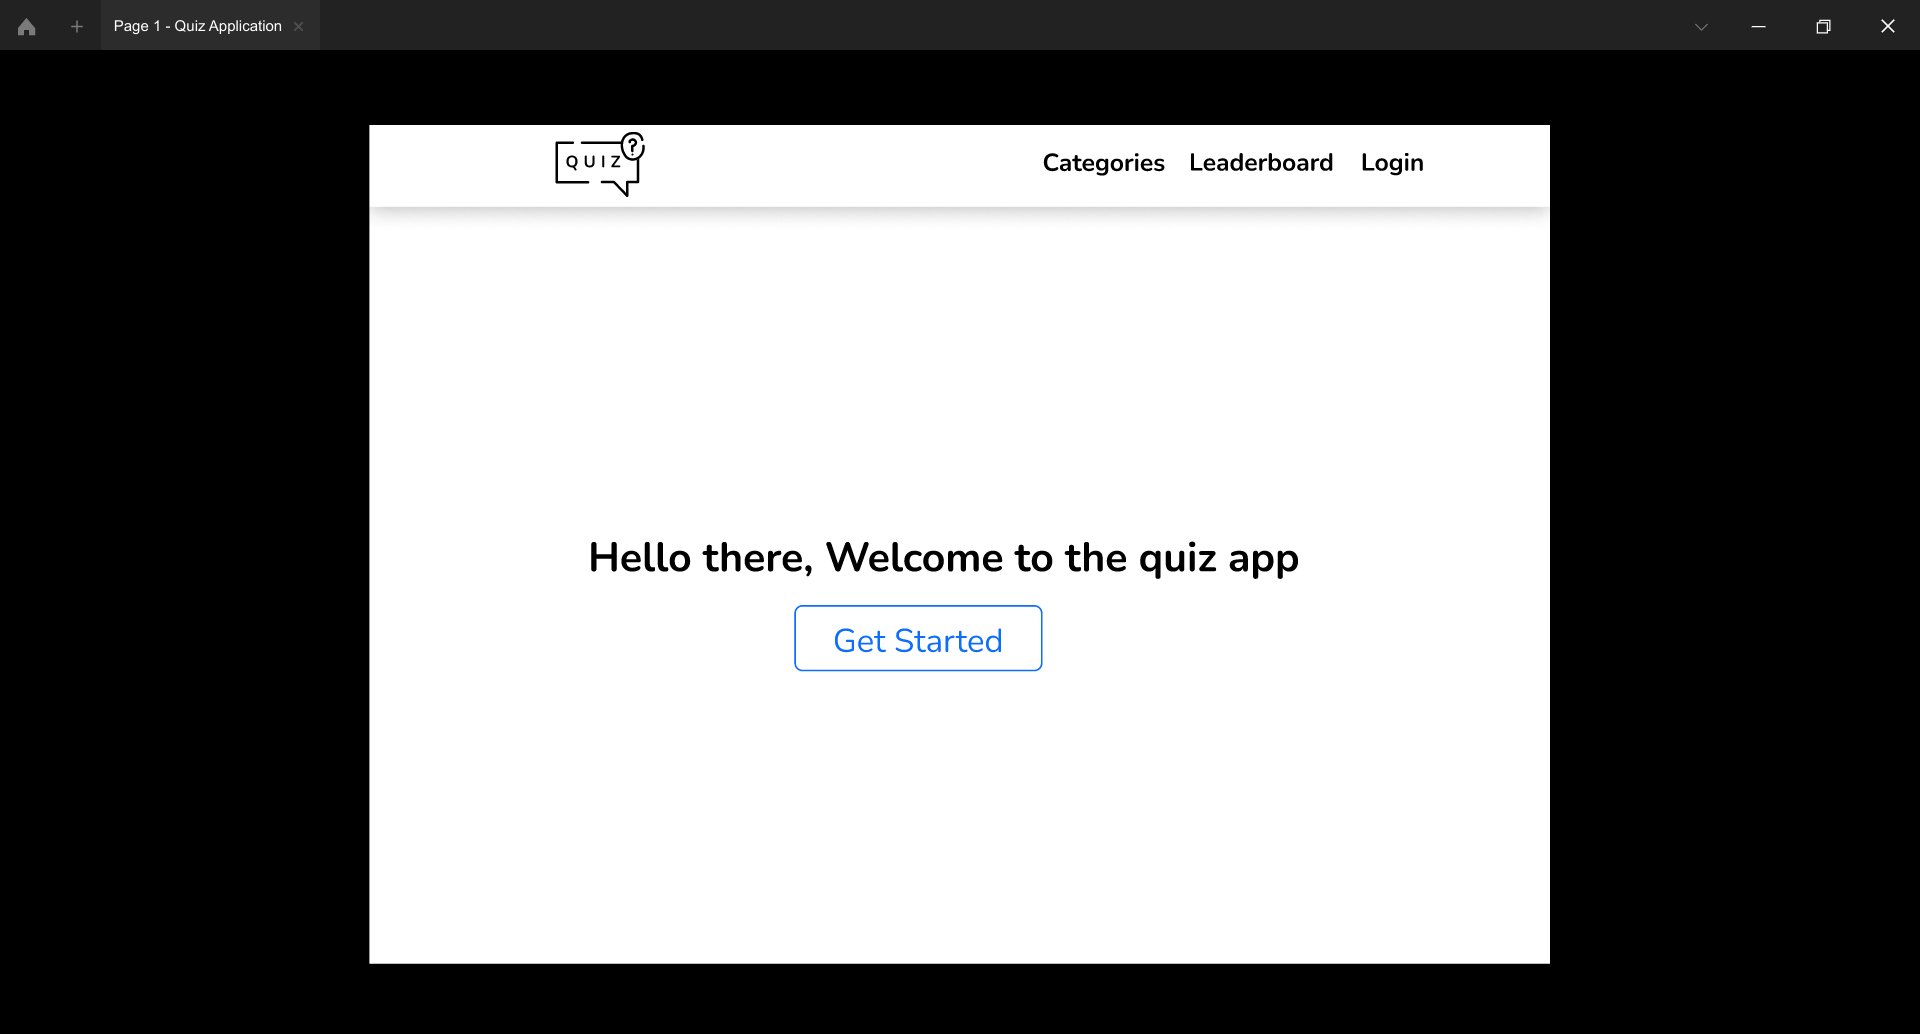 Page 1 - Quiz Application
QUIZ?
Categories Leaderboard Login
Hello there, Welcome to the quiz app
Get Started